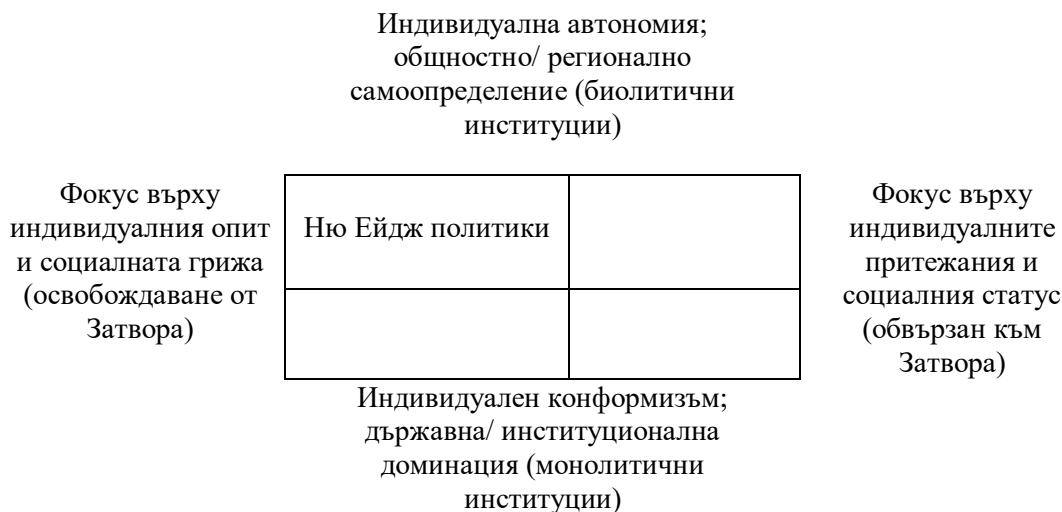 Индивидуална автономия;
общностно/ регионално
самоопределение (биолитични
институции)
Фокус върху
индивидуалния опит
и социалната грижа
(освобождаване от
Затвора)
Ню Ейдж политики
Фокус върху
индивидуалните
притежания и
социалния статус
(обвързан към
Затвора)
Индивидуален конформизъм;
държавна/ институционална
доминация (монолитични
институции)